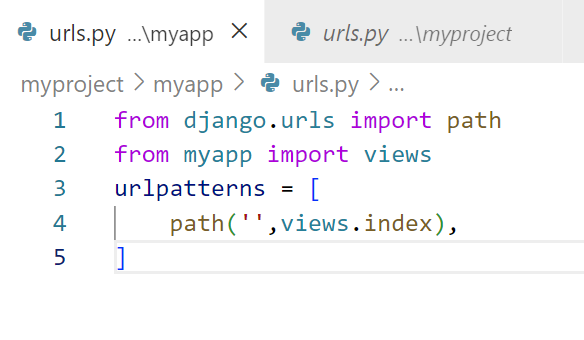 urls.py ...\myapp urls.py ...\myproject
myproject > myapp > urls.py > ...
1 from django.urls import path
2 from myapp import views
3 urlpatterns = [
4     path('',views.index),
5 ]